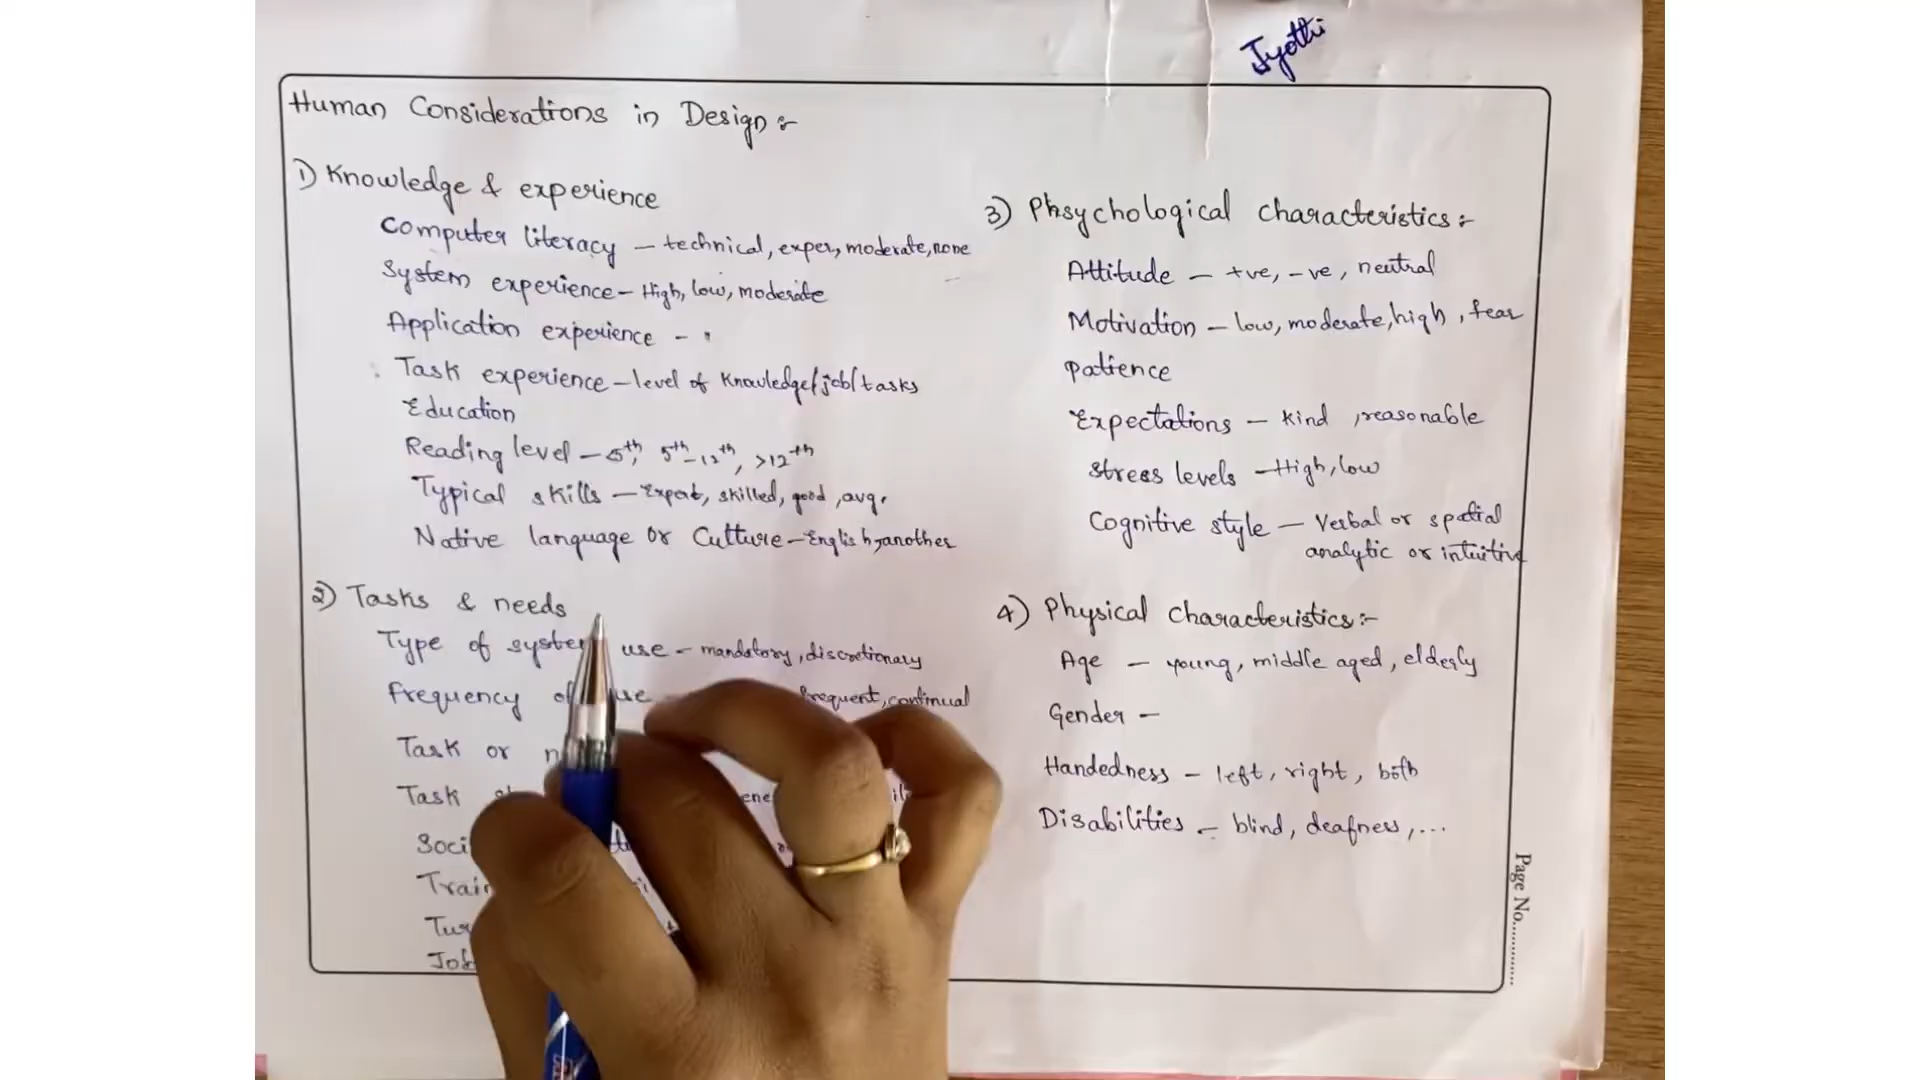 Jyothi
Human Considerations in Design:-
1) Knowledge & experience
Computer literacy - technical, exper, moderate, none
System experience - High, low, moderate
Application experience - "
Task experience - level of Knowledge/job/tasks
Education
Reading level - 5th, 5th-12th, >12th
Typical skills - Expert, skilled, good, avg.
Native language or Culture - English, another
2) Tasks & needs
Type of system use - mandatory, discretionary
Frequency of use - frequent, continual
Task or
Task
Job
3) Phsychological characteristics:-
Attitude - +ve, -ve, neutral
Motivation - low, moderate, high, fear
patience
Expectations - kind, reasonable
stress levels - High, low
Cognitive style - Verbal or spatial
analytic or intuitive
4) Physical Characteristics:-
Age - young, middle aged, elderly
Gender -
Handedness - left, right, both
Disabilities - blind, deafness, ...
Page No.............